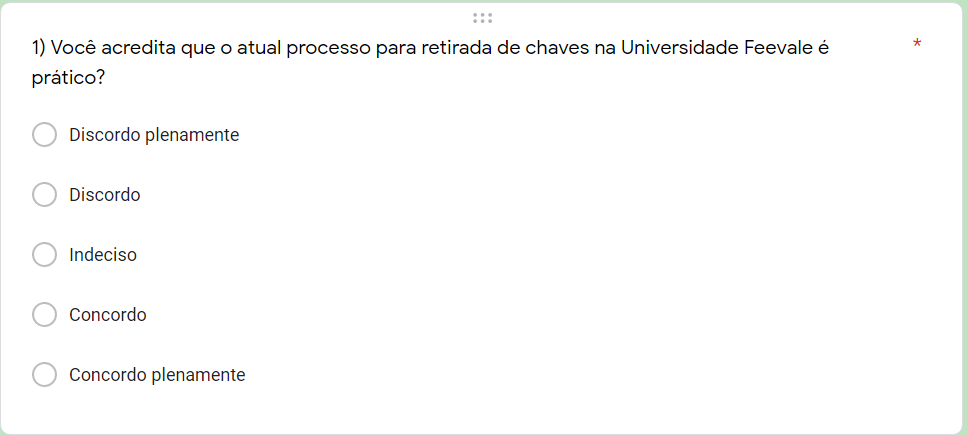 1) Você acredita que o atual processo para retirada de chaves na Universidade Feevale é *
prático?
Discordo plenamente
Discordo
Indeciso
Concordo
Concordo plenamente